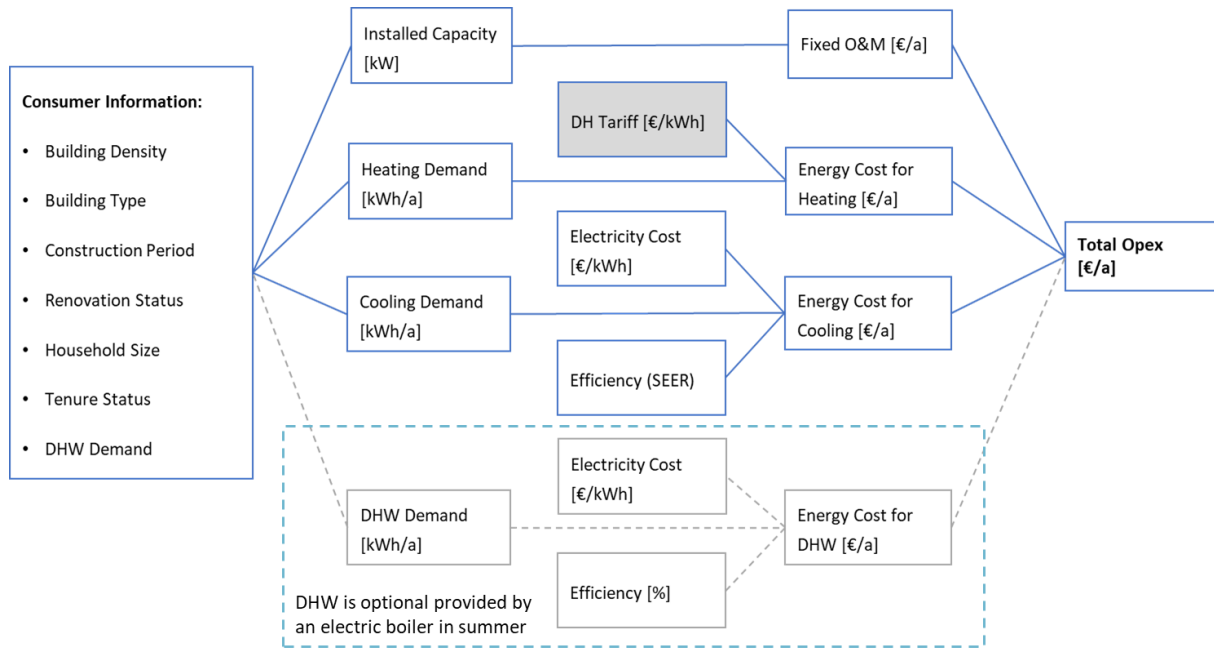 Consumer Information:
• Building Density
• Building Type
• Construction Period
• Renovation Status
• Household Size
• Tenure Status
• DHW Demand
Installed Capacity
[kW]
Fixed O&M [€/a]
DH Tariff [€/kWh]
Heating Demand
[kWh/a]
Energy Cost for
Heating [€/a]
Electricity Cost
[€/kWh]
Cooling Demand
[kWh/a]
Energy Cost for
Cooling [€/a]
Efficiency (SEER)
Total Opex
[€/a]
Electricity Cost
[€/kWh]
DHW Demand
[kWh/a]
Energy Cost for
DHW [€/a]
Efficiency [%]
DHW is optional provided by
an electric boiler in summer